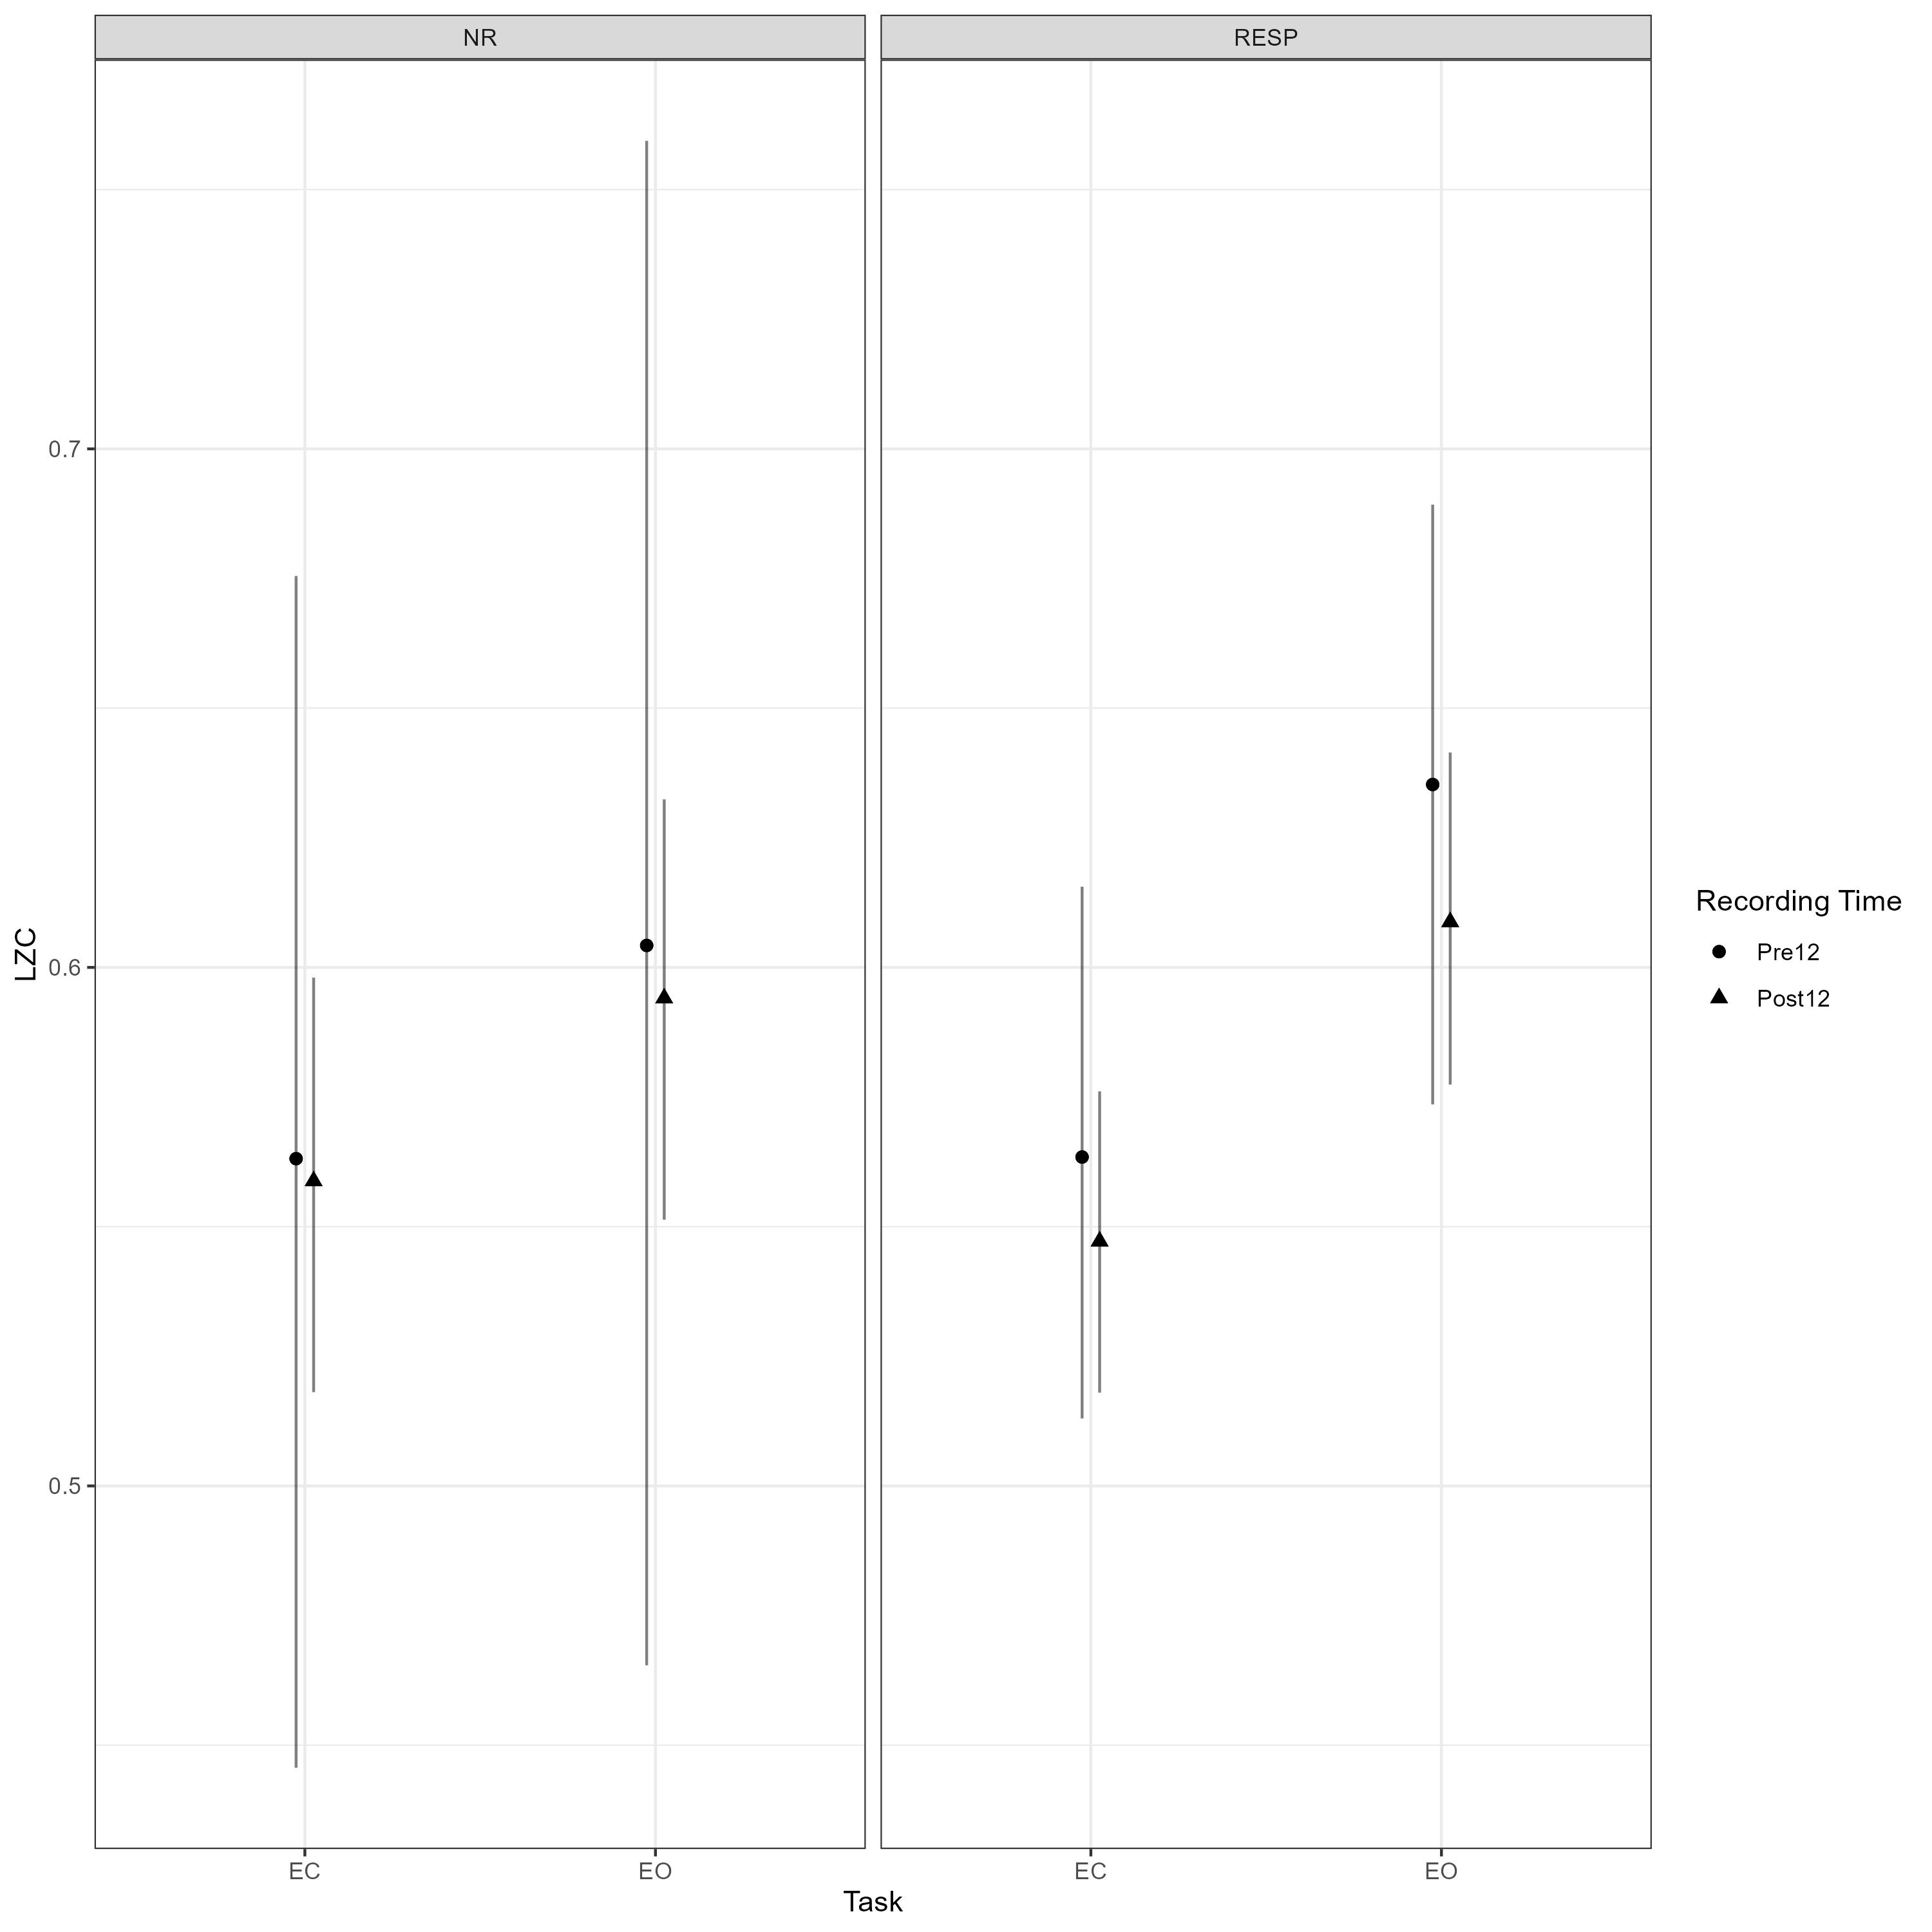 NR
RESP
LZC
0.7
0.6
0.5
EC
EO
EC
EO
Task
Recording Time
Pre12
Post12